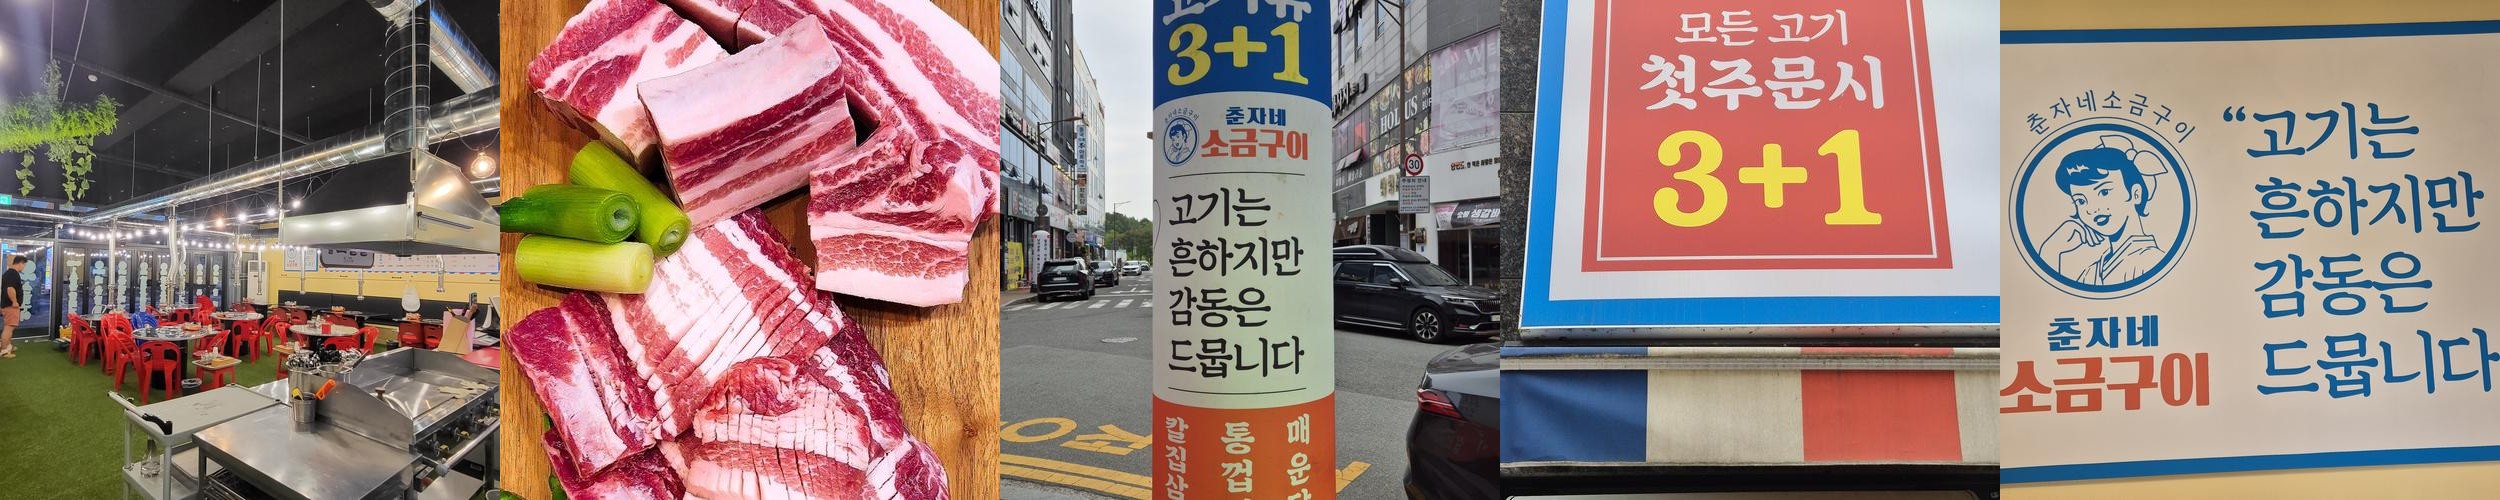 3+1
춘자네소금구이
춘자네
소금구이
고기는
흔하지만
감동은
드뭅니다
칼집삼
통껍
매운
HOLUS
30
모든 고기
첫주문시
3+1
춘자네소금구이
춘자네
소금구이
“고기는
흔하지만
감동은
드뭅니다